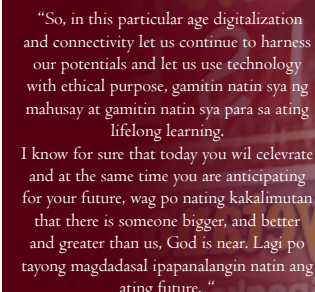 “So, in this particular age digitalization
and connectivity let us continue to harness
our potentials and let us use technology
with ethical purpose, gamitin natin sya ng
mahusay at gamitin natin sya para sa ating
lifelong learning.
I know for sure that today you wil celevrate
and at the same time you are anticipating
for your future, wag po nating kakalimutan
that there is someone bigger, and better
and greater than us, God is near. Lagi po
tayong magdadasal ipapanalangin natin ang
ating future. “